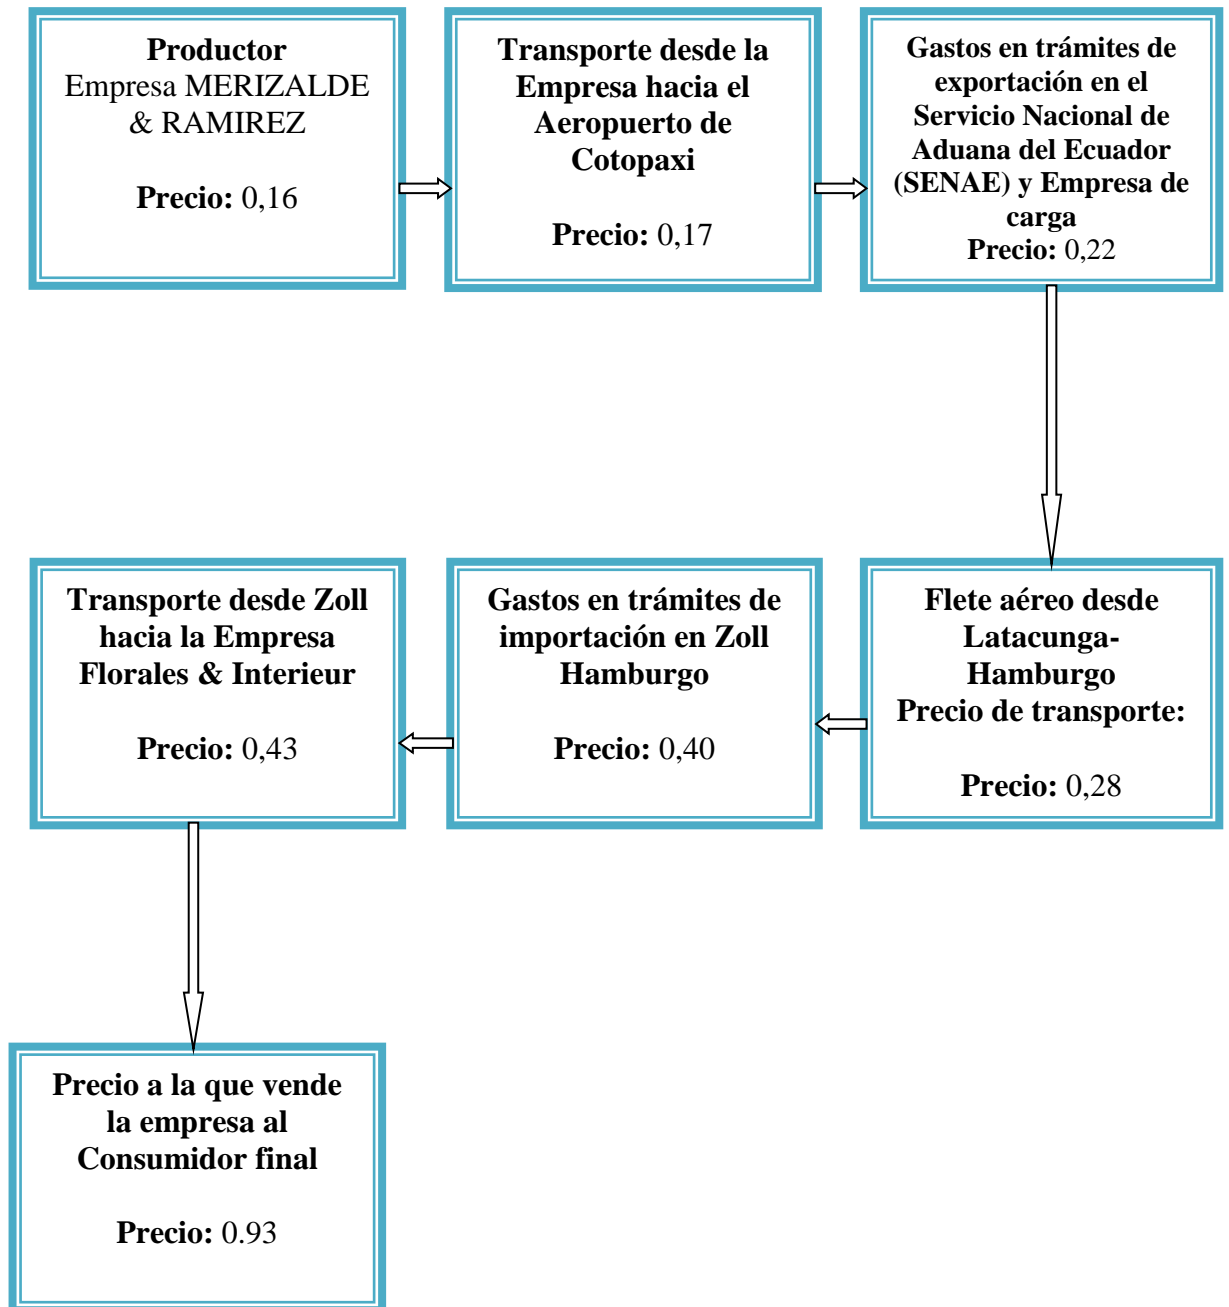 Productor
Empresa MERIZALDE
& RAMIREZ
Precio: 0,16
Transporte desde la
Empresa hacia el
Aeropuerto de
Cotopaxi
Precio: 0,17
Gastos en trámites de
exportación en el
Servicio Nacional de
Aduana del Ecuador
(SENAE) y Empresa de
carga
Precio: 0,22
Flete aéreo desde
Latacunga-
Hamburgo
Precio de transporte:
Precio: 0,28
Gastos en trámites de
importación en Zoll
Hamburgo
Precio: 0,40
Transporte desde Zoll
hacia la Empresa
Florales & Interieur
Precio: 0,43
Precio a la que vende
la empresa al
Consumidor final
Precio: 0.93